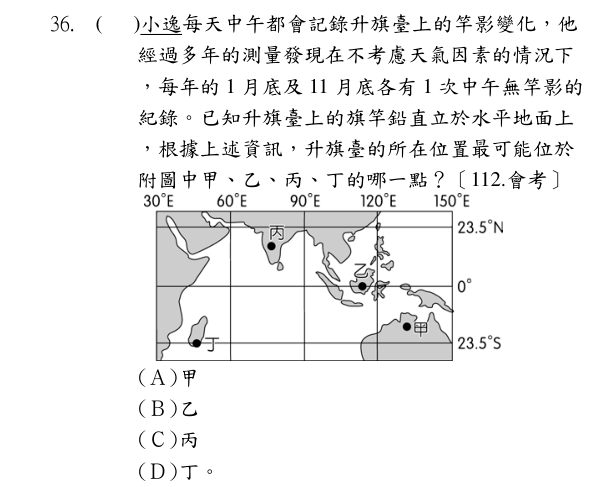 36. (　　)小逸每天中午都會記錄升旗臺上的竿影變化，他
經過多年的測量發現在不考慮天氣因素的情況下
，每年的 1 月底及 11 月底各有 1 次中午無竿影的
紀錄。已知升旗臺上的旗竿鉛直立於水平地面上
，根據上述資訊，升旗臺的所在位置最可能位於
附圖中甲、乙、丙、丁的哪一點？〔112.會考〕
30°E 60°E 90°E 120°E 150°E
23.5°N
丙
乙
0°
甲
丁
23.5°S
(A)甲
(B)乙
(C)丙
(D)丁。